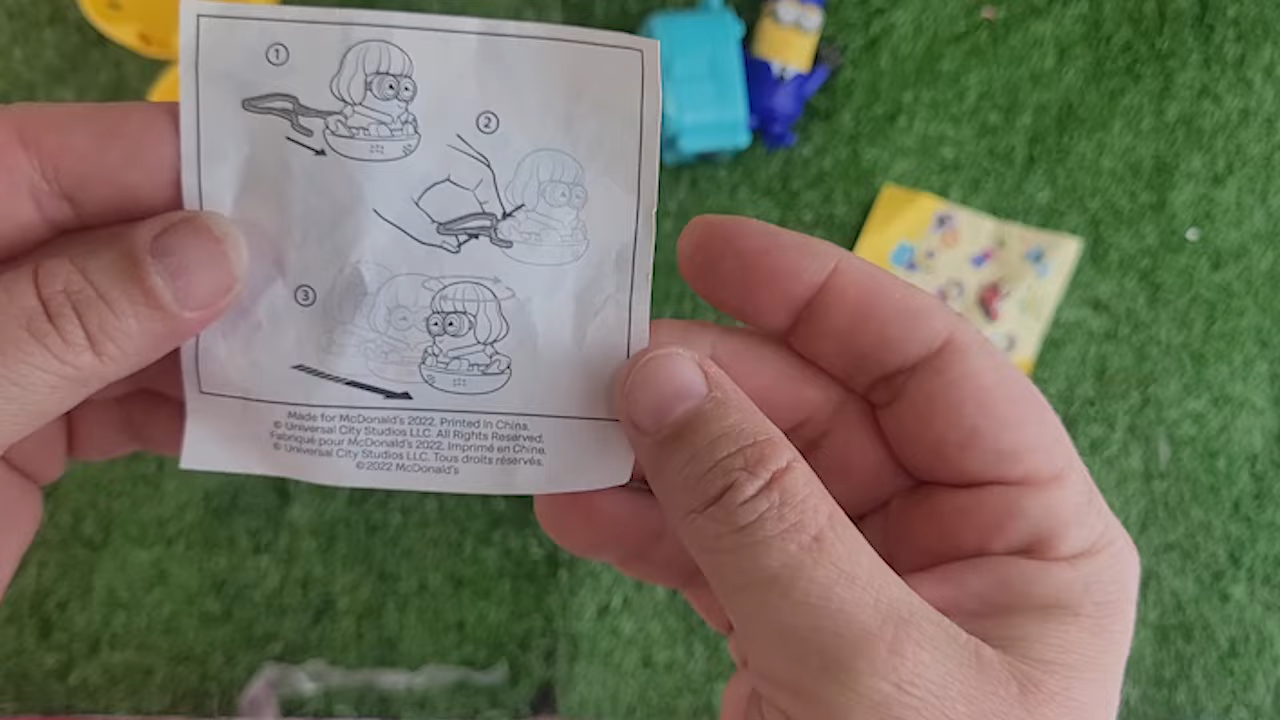 1
2
3
Made for McDonald's 2022. Printed in China.
© Universal City Studios LLC. All Rights Reserved.
Fabriqué pour McDonald's 2022. Imprimé en Chine.
© Universal City Studios LLC. Tous droits réservés.
©2022 McDonald's